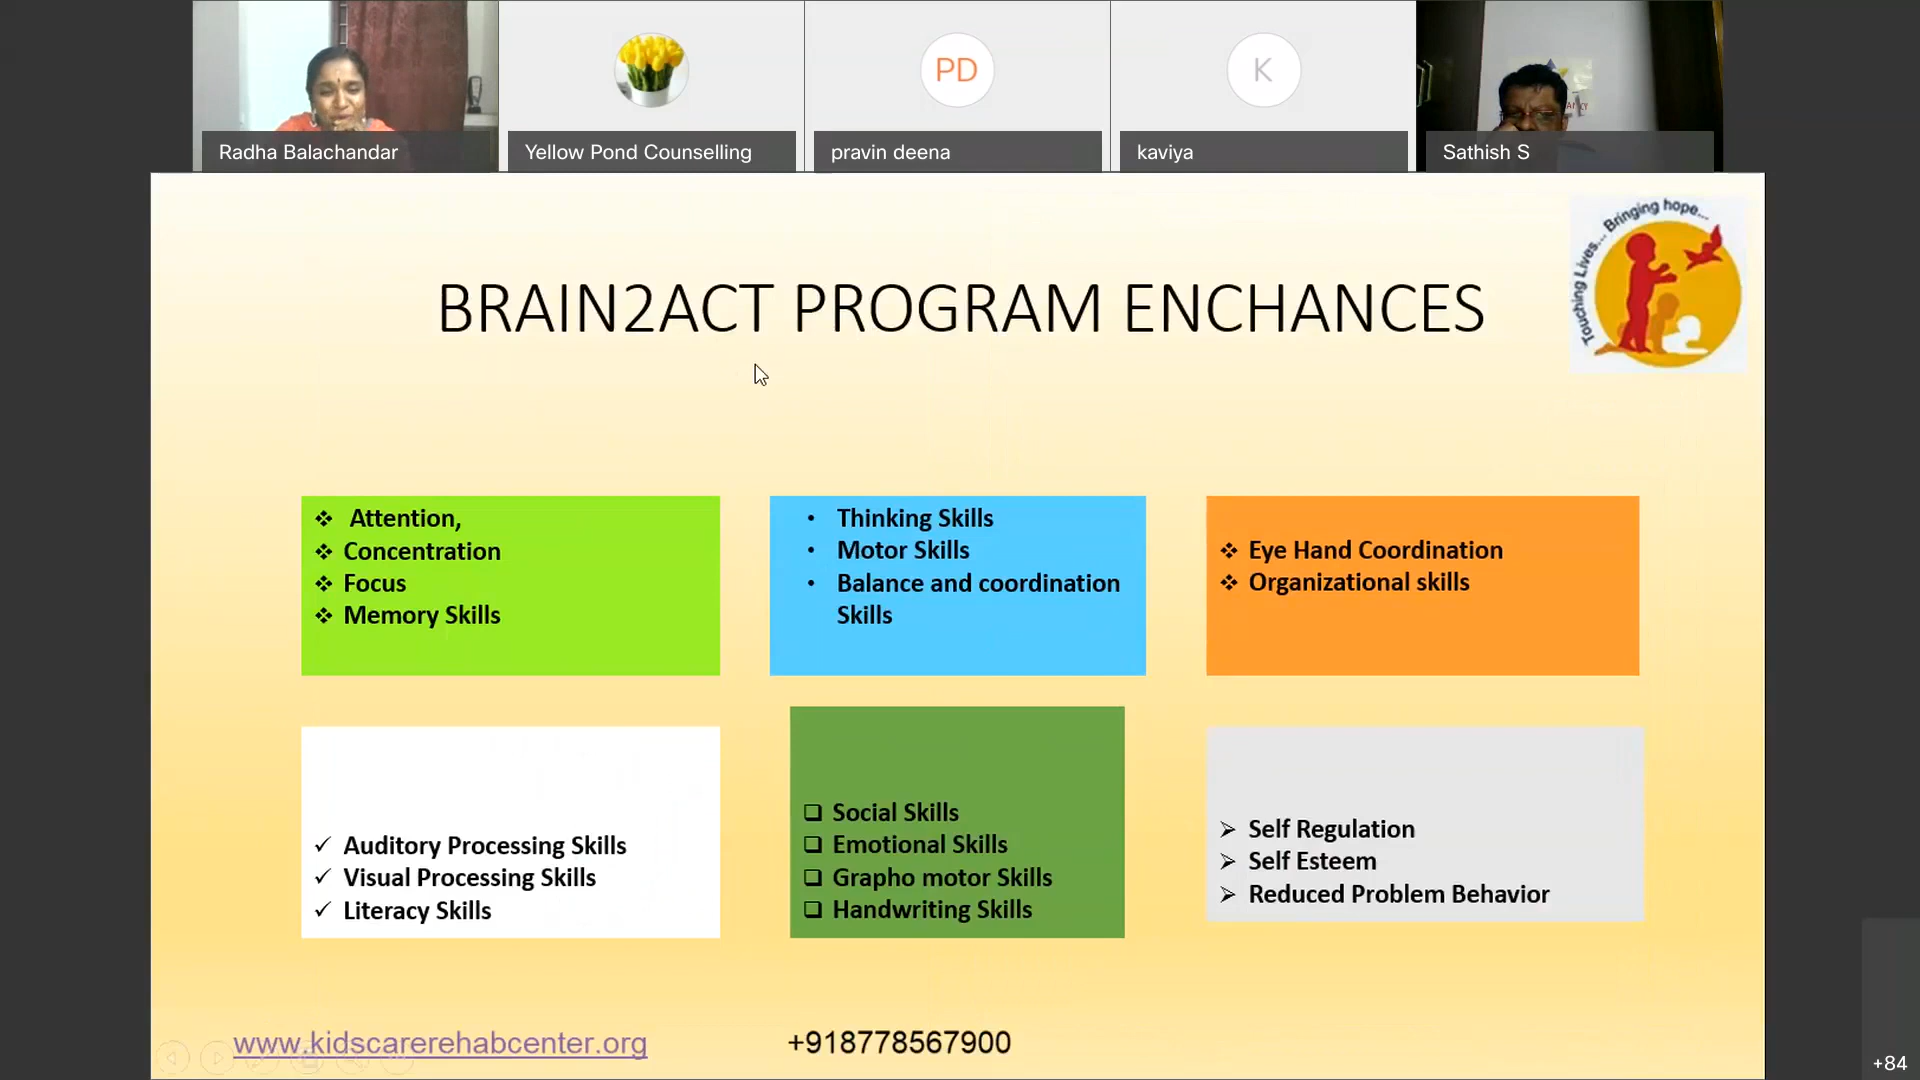 Radha Balachandar
Yellow Pond Counselling
PD
pravin deena
K
kaviya
Sathish S
Touching Lives... Bringing hope...
BRAIN2ACT PROGRAM ENCHANCES
Attention,
Concentration
Focus
Memory Skills
Thinking Skills
Motor Skills
Balance and coordination
Skills
Eye Hand Coordination
Organizational skills
Auditory Processing Skills
Visual Processing Skills
Literacy Skills
Social Skills
Emotional Skills
Grapho motor Skills
Handwriting Skills
Self Regulation
Self Esteem
Reduced Problem Behavior
www.kidscarerehabcenter.org
+918778567900
+84